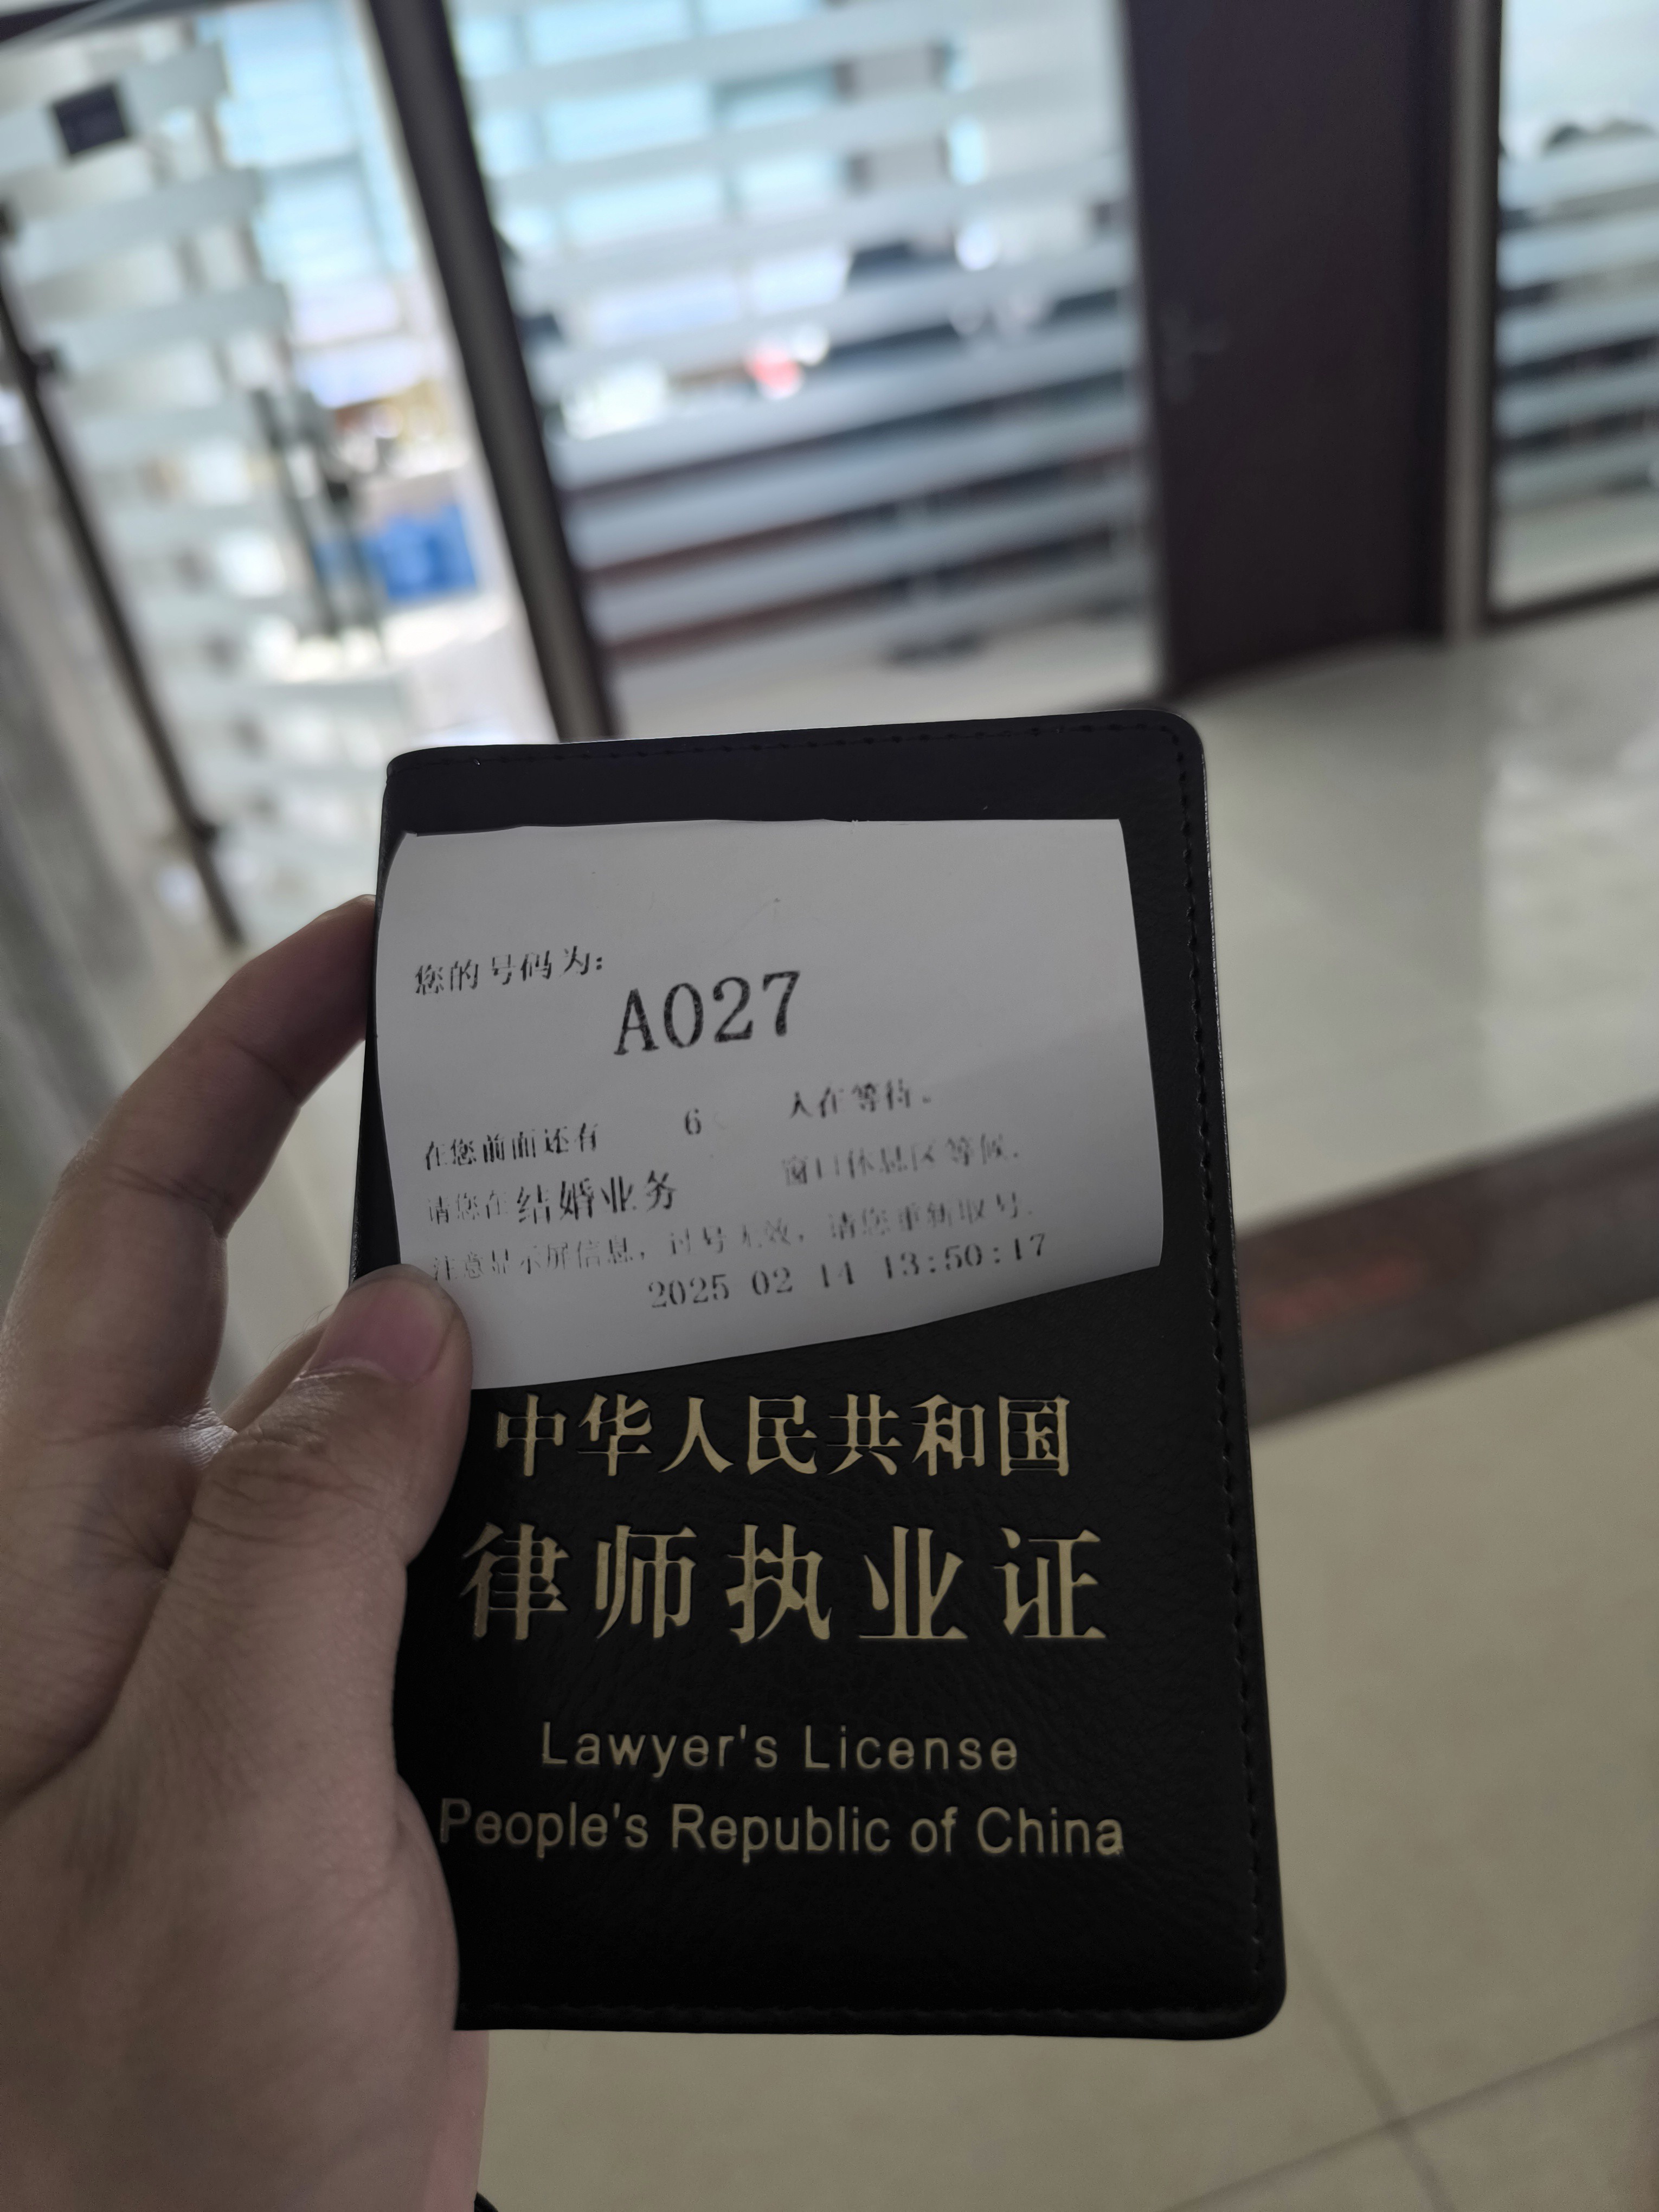 您的号码为:
A027
在您前面还有 6 人在等待。
请您在 结婚业务 窗口休息区等候.
注意显示屏信息, 过号无效, 请您重新取号.
2025 02 14 13:50:17
中华人民共和国
律师执业证
Lawyer's License
People's Republic of China